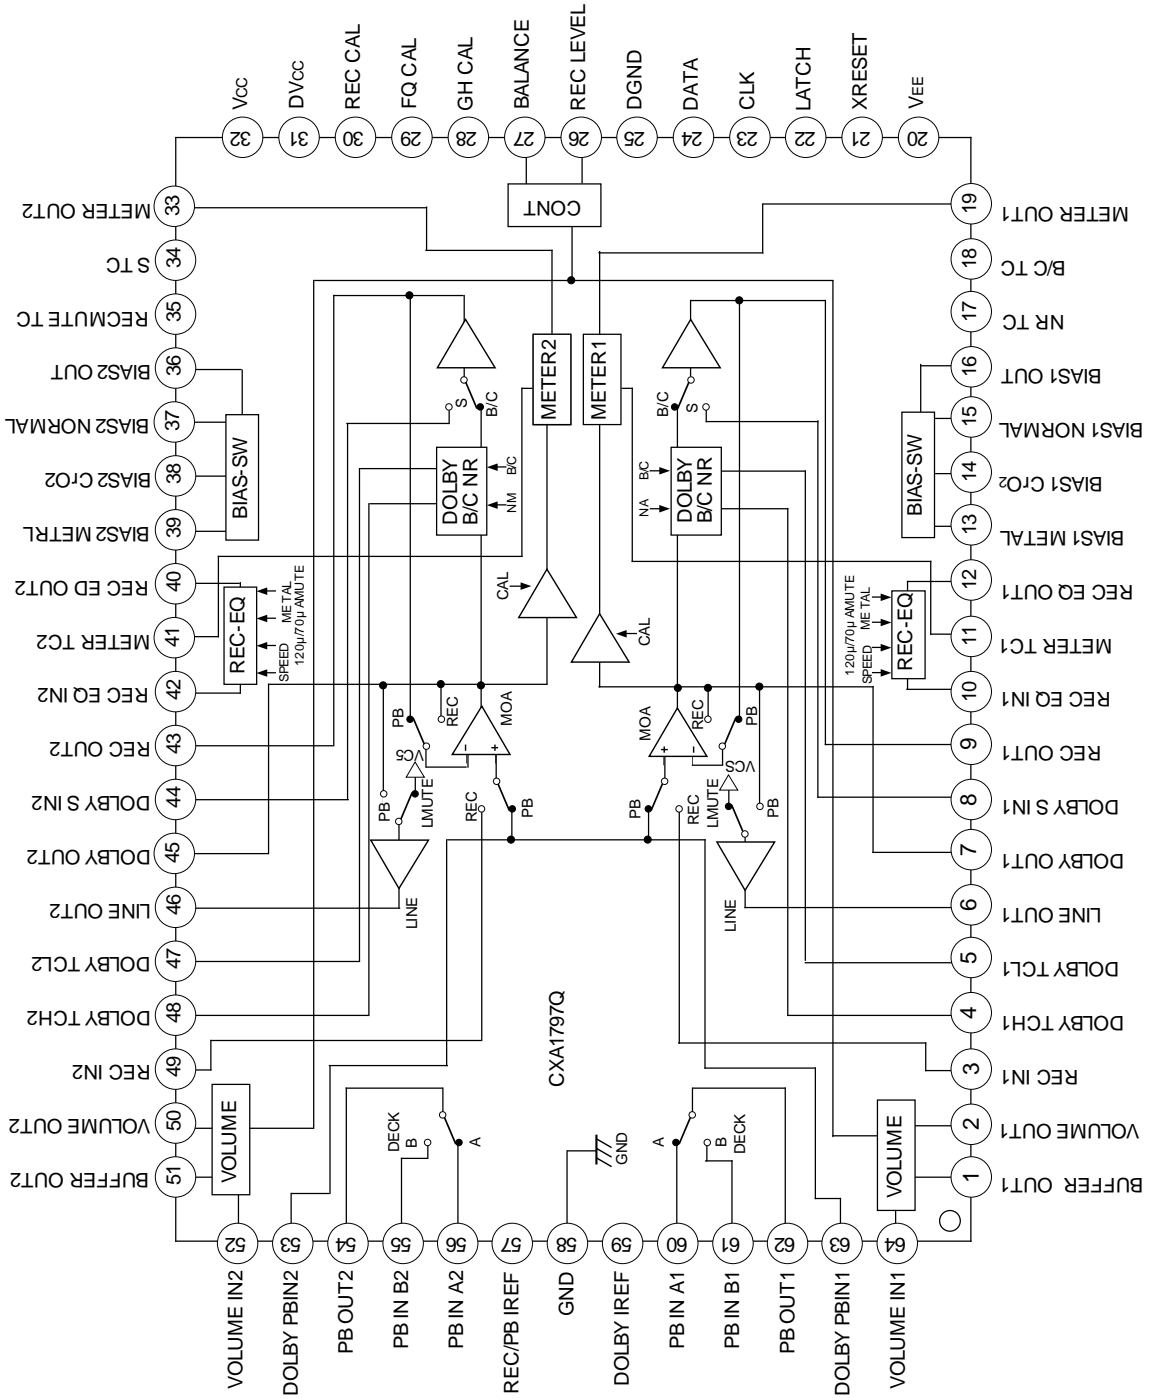 VCC
DVCC
REC CAL
FQ CAL
GH CAL
BALANCE
REC LEVEL
DGND
DATA
CLK
LATCH
XRESET
VEE
32
31
30
29
28
27
26
25
24
23
22
21
20
METER OUT2
33
S TC
34
RECMUTE TC
35
BIAS2 OUT
36
BIAS2 NORMAL
37
BIAS2 CrO2
38
BIAS2 METRL
39
REC ED OUT2
40
METER TC2
41
REC EQ IN2
42
REC OUT2
43
DOLBY S IN2
44
DOLBY OUT2
45
LINE OUT2
46
DOLBY TCL2
47
DOLBY TCH2
48
REC IN2
49
VOLUME OUT2
50
BUFFER OUT2
51
CONT
METER2
METER1
BIAS-SW
BIAS-SW
S
B/C
B/C
S
DOLBY
B/C NR
B/C
NM
DOLBY
B/C NR
B/C
NA
REC-EQ
SPEED
120µ/70µ
METAL
AMUTE
REC-EQ
SPEED
120µ/70µ
METAL
AMUTE
CAL
CAL
PB
REC
MOA
- +
VC5
LMUTE
PB
REC
PB
LINE
MOA
+ -
REC
PB
VCS
LMUTE
PB
REC
PB
LINE
CXA1797Q
VOLUME
DECK
B
A
GND
A
B
DECK
VOLUME
19
METER OUT1
18
B/C TC
17
NR TC
16
BIAS1 OUT
15
BIAS1 NORMAL
14
BIAS1 CrO2
13
BIAS1 METAL
12
REC EQ OUT1
11
METER TC1
10
REC EQ IN1
9
REC OUT1
8
DOLBY S IN1
7
DOLBY OUT1
6
LINE OUT1
5
DOLBY TCL1
4
DOLBY TCH1
3
REC IN1
2
VOLUME OUT1
1
BUFFER OUT1
52
53
54
55
56
57
58
59
60
61
62
63
64
VOLUME IN2
DOLBY PBIN2
PB OUT2
PB IN B2
PB IN A2
REC/PB IREF
GND
DOLBY IREF
PB IN A1
PB IN B1
PB OUT1
DOLBY PBIN1
VOLUME IN1